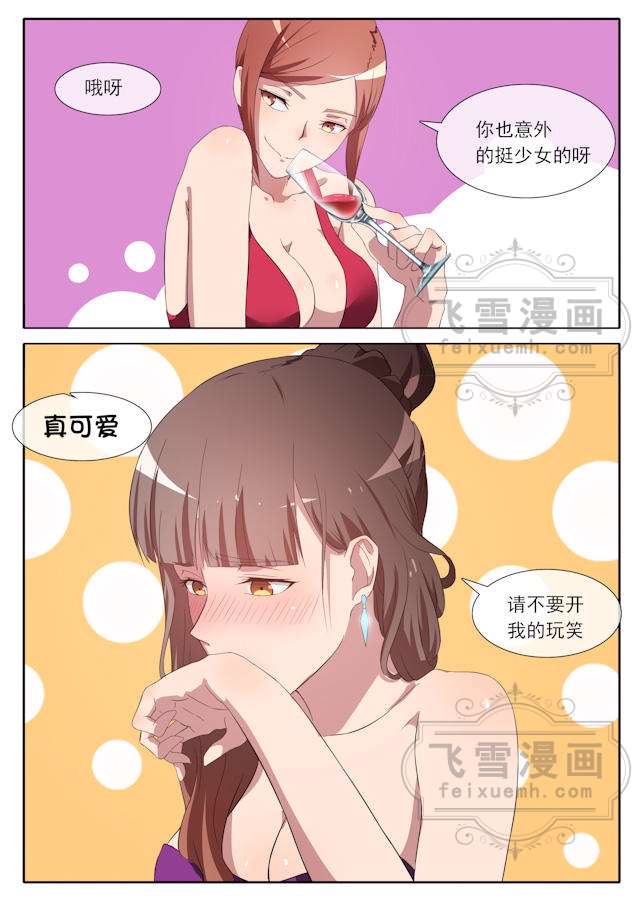 哦呀
你也意外
的挺少女的呀
飞雪漫画
feixuemh.com
真可爱
请不要开
我的玩笑
飞雪漫画
feixuemh.com